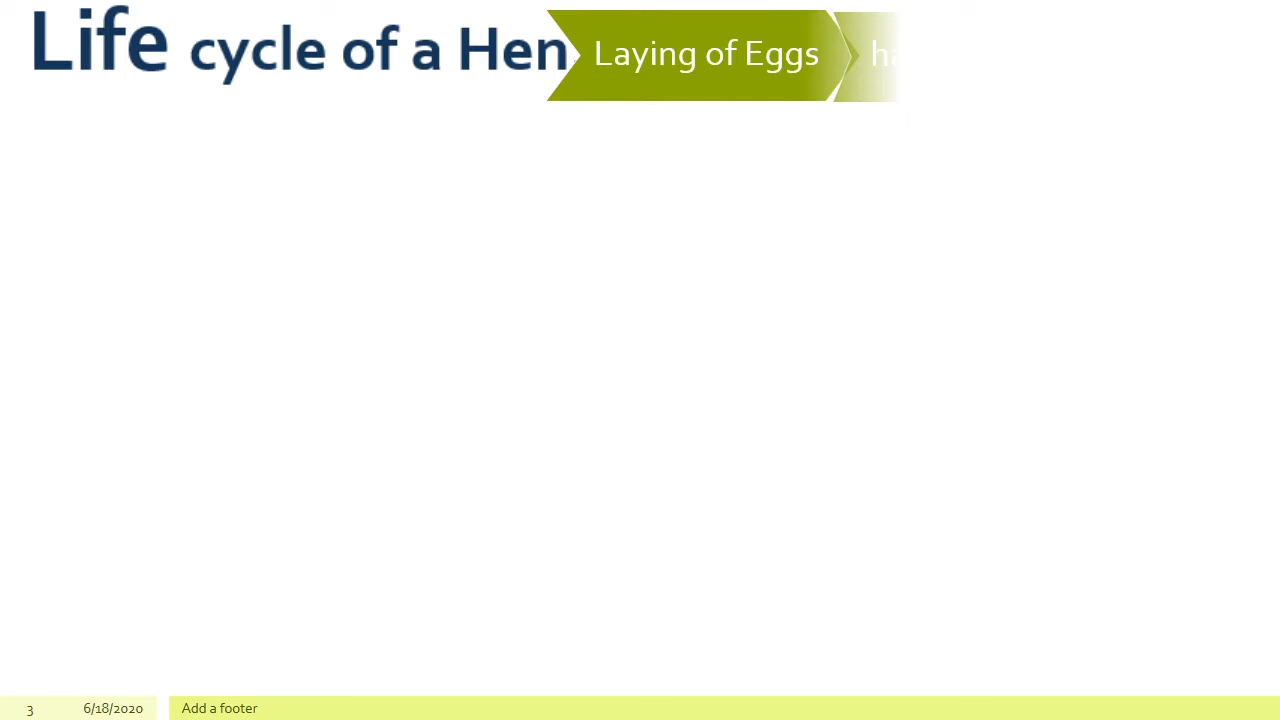 Life cycle of a Hen
Laying of Eggs
3
6/18/2020
Add a footer